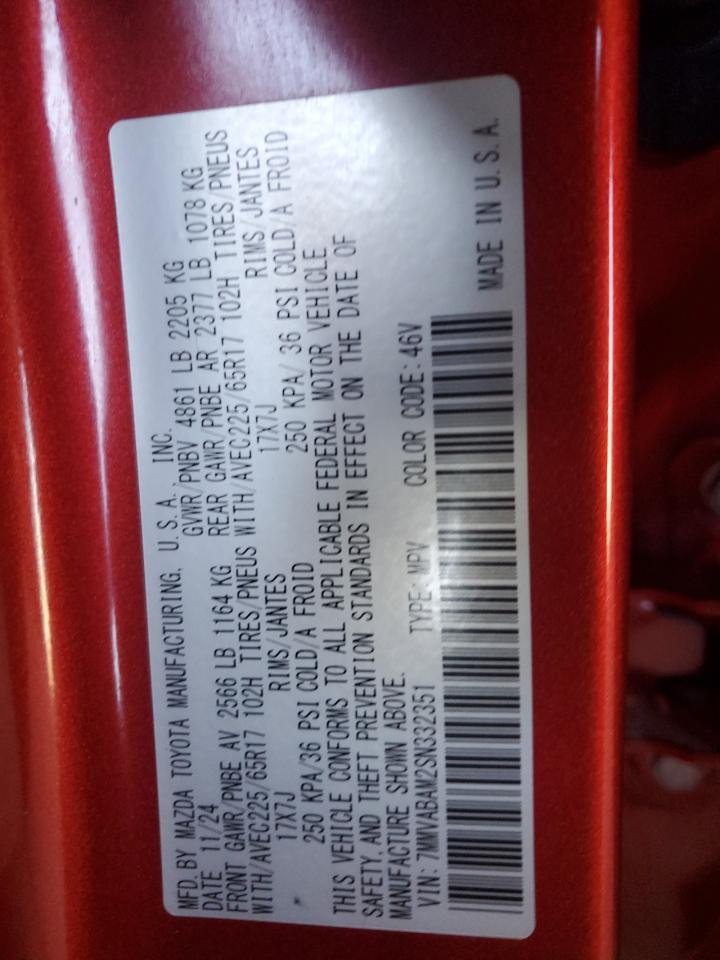 MFD. BY MAZDA TOYOTA MANUFACTURING, U.S.A., INC.
DATE 11/24 GVWR/PNBV 4861 LB 2205 KG
FRONT GAWR/PNBE AV 2566 LB 1164 KG REAR GAWR/PNBE AR 2377 LB 1078 KG
WITH/AVEC225/65R17 102H TIRES/PNEUS WITH/AVEC225/65R17 102H TIRES/PNEUS
17X7J RIMS/JANTES 17X7J RIMS/JANTES
250 KPA/36 PSI COLD/A FROID 250 KPA/ 36 PSI COLD/A FROID
THIS VEHICLE CONFORMS TO ALL APPLICABLE FEDERAL MOTOR VEHICLE
SAFETY, AND THEFT PREVENTION STANDARDS IN EFFECT ON THE DATE OF
MANUFACTURE SHOWN ABOVE.
VIN: 7MMVABAM2SN332351 TYPE: MPV COLOR CODE: 46V
MADE IN U.S.A.